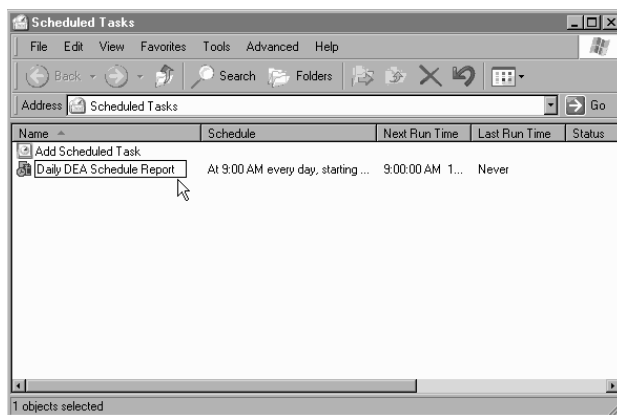 Scheduled Tasks
File Edit View Favorites Tools Advanced Help
Back Search Folders
Address Scheduled Tasks Go
Name Schedule Next Run Time Last Run Time Status
Add Scheduled Task
Daily DEA Schedule Report At 9:00 AM every day, starting ... 9:00:00 AM 1... Never
1 objects selected